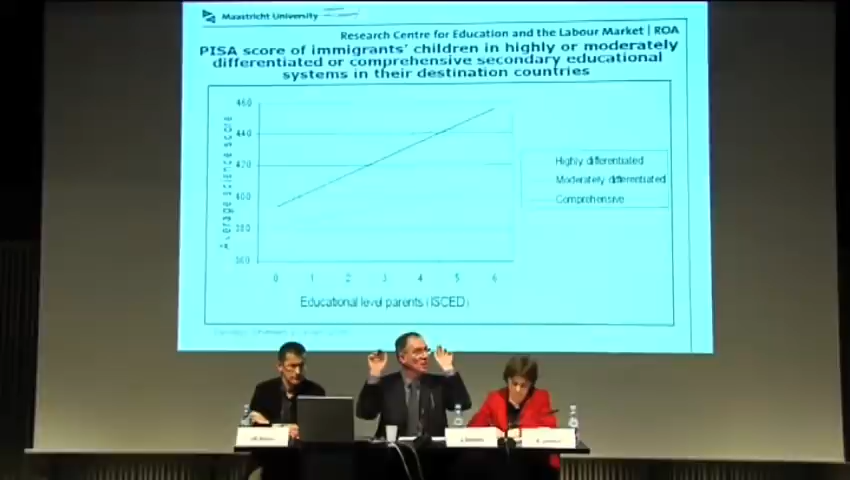 Maastricht University
Research Centre for Education and the Labour Market | ROA
PISA score of immigrants' children in highly or moderately
differentiated or comprehensive secondary educational
systems in their destination countries
460
440
420
400
380
360
Average science score
0 1 2 3 4 5 6
Educational level parents (ISCED)
Highly differentiated
Moderately differentiated
Comprehensive